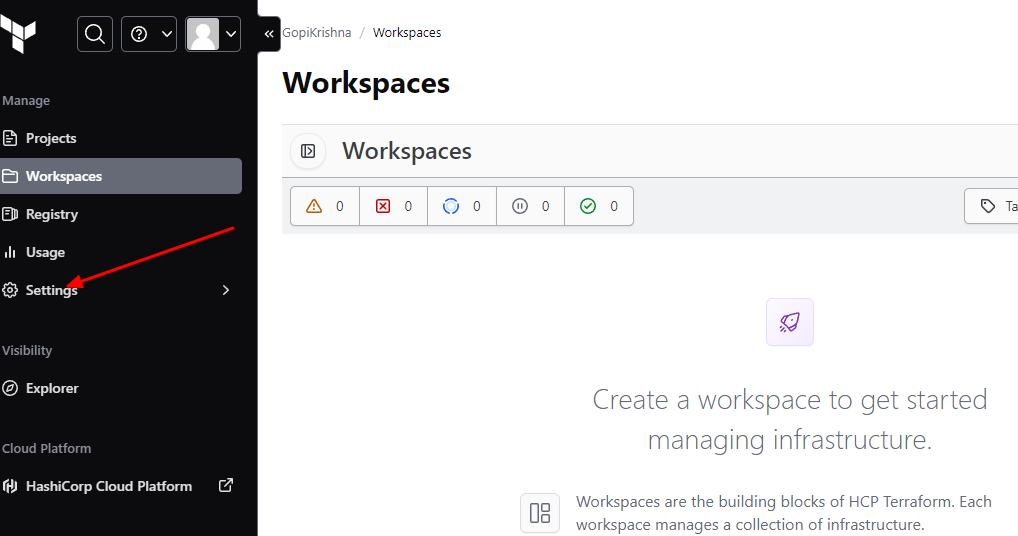 GopiKrishna / Workspaces
Workspaces
Manage
Projects
Workspaces
Registry
Usage
Settings
Visibility
Explorer
Cloud Platform
HashiCorp Cloud Platform
Workspaces
0 0 0 0 0
Ta
Create a workspace to get started
managing infrastructure.
Workspaces are the building blocks of HCP Terraform. Each
workspace manages a collection of infrastructure.